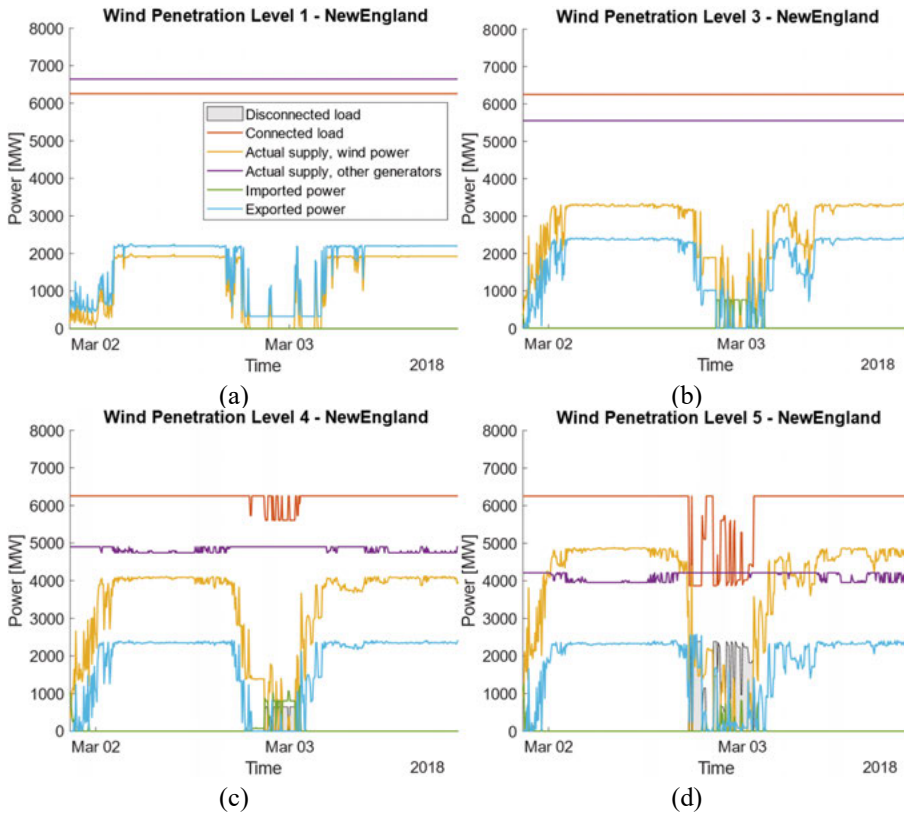 Wind Penetration Level 1 - NewEngland
8000
7000
6000
5000
4000
3000
2000
1000
0
Power [MW]
Disconnected load
Connected load
Actual supply, wind power
Actual supply, other generators
Imported power
Exported power
Mar 02
Mar 03
Time
2018
(a)
Wind Penetration Level 3 - NewEngland
8000
7000
6000
5000
4000
3000
2000
1000
0
Power [MW]
Mar 02
Mar 03
Time
2018
(b)
Wind Penetration Level 4 - NewEngland
8000
7000
6000
5000
4000
3000
2000
1000
0
Power [MW]
Mar 02
Mar 03
Time
2018
(c)
Wind Penetration Level 5 - NewEngland
8000
7000
6000
5000
4000
3000
2000
1000
0
Power [MW]
Mar 02
Mar 03
Time
2018
(d)